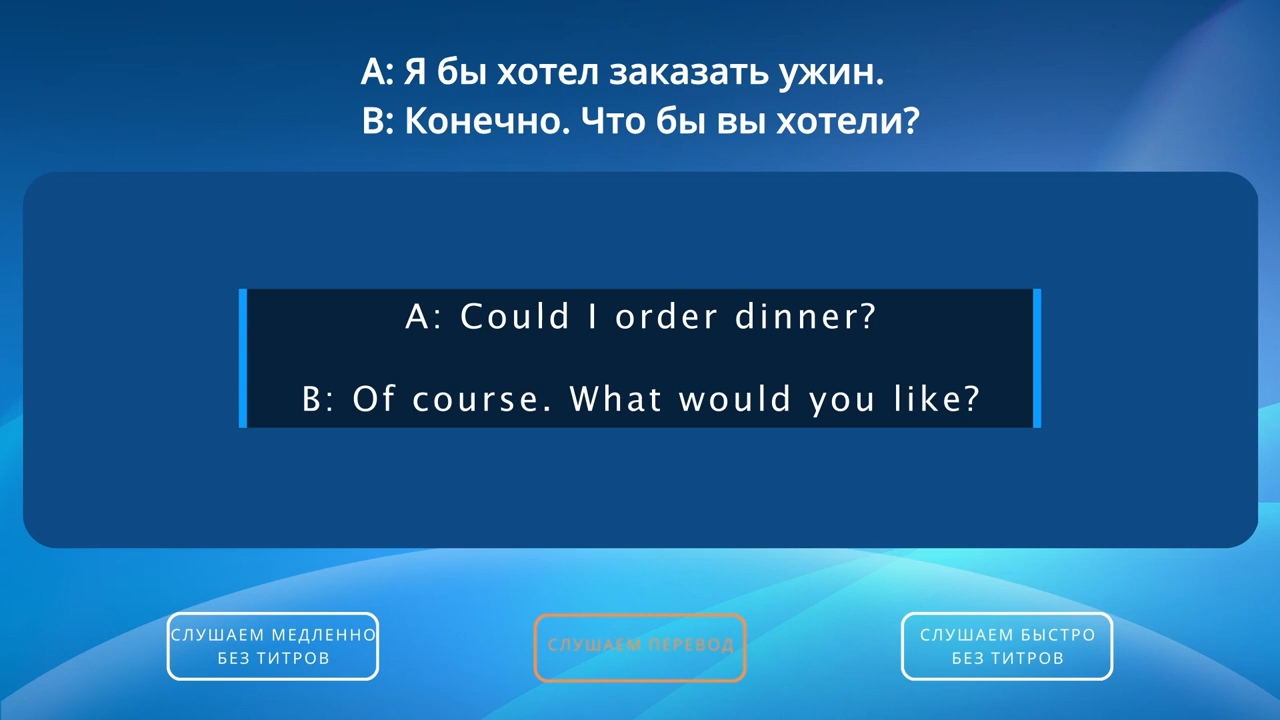 A: Я бы хотел заказать ужин.
B: Конечно. Что бы вы хотели?
A: Could I order dinner?
B: Of course. What would you like?
СЛУШАЕМ МЕДЛЕННО
БЕЗ ТИТРОВ
СЛУШАЕМ ПЕРЕВОД
СЛУШАЕМ БЫСТРО
БЕЗ ТИТРОВ